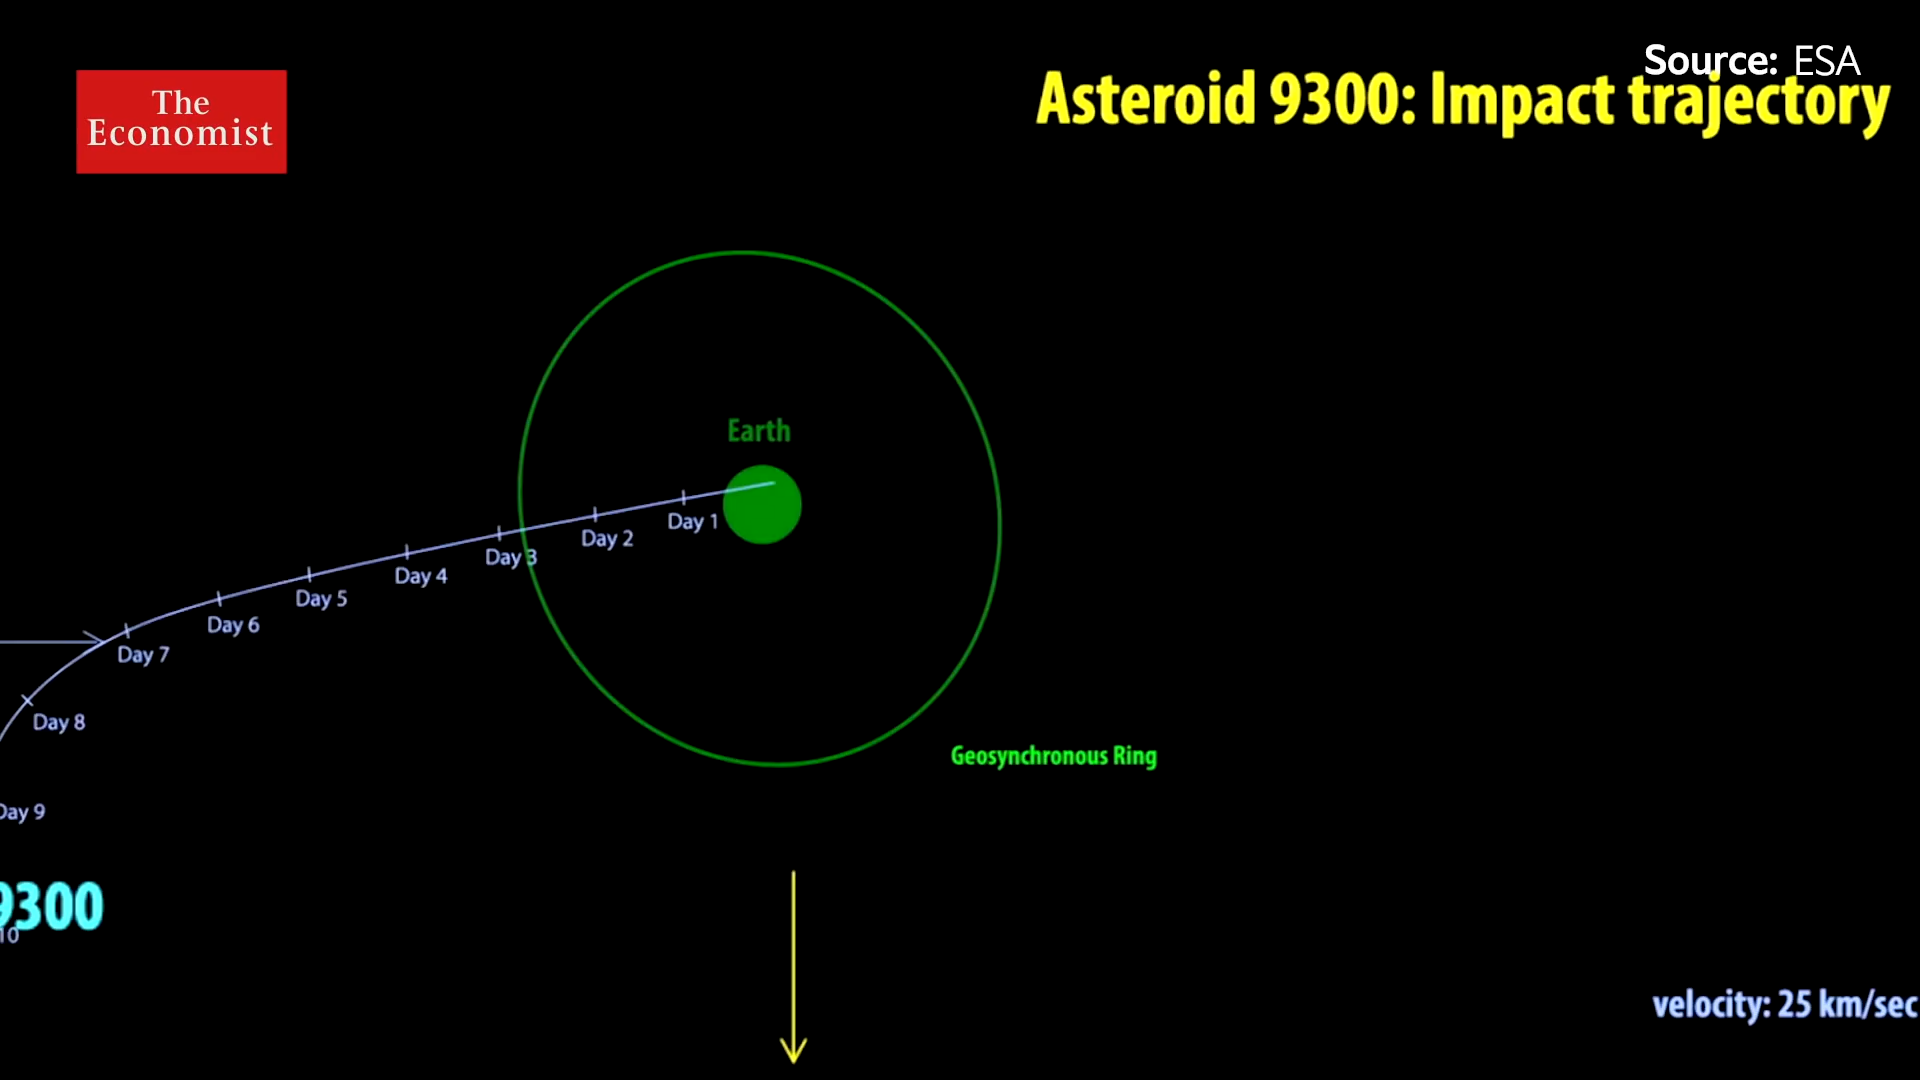 The
Economist
Source: ESA
Asteroid 9300: Impact trajectory
Earth
Day 1
Day 2
Day 3
Day 4
Day 5
Day 6
Day 7
Day 8
Day 9
Geosynchronous Ring
9300
10
velocity: 25 km/sec